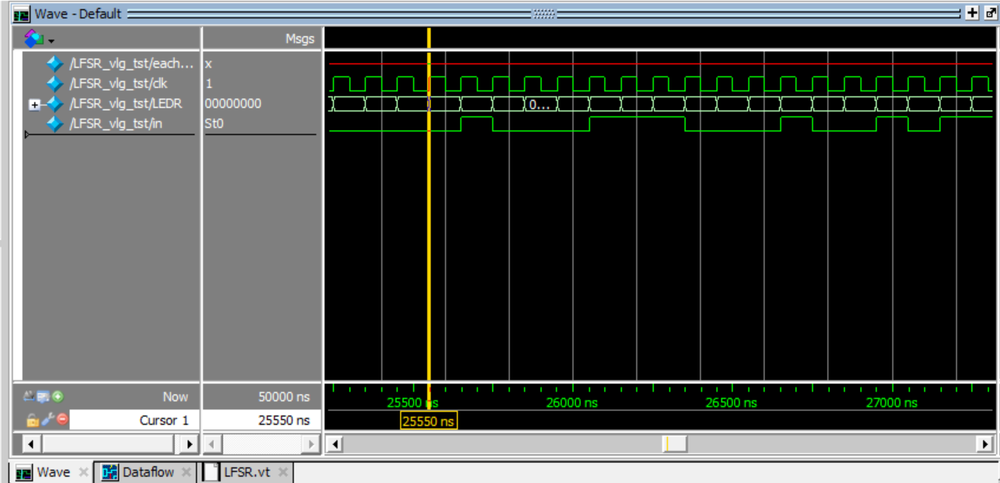 Wave - Default
Msgs
/LFSR_vlg_tst/each... x
/LFSR_vlg_tst/clk 1
/LFSR_vlg_tst/LEDR 00000000
0...
/LFSR_vlg_tst/in St0
Now 50000 ns
25500 ns 26000 ns 26500 ns 27000 ns
Cursor 1 25550 ns
25550 ns
Wave Dataflow LFSR.vt